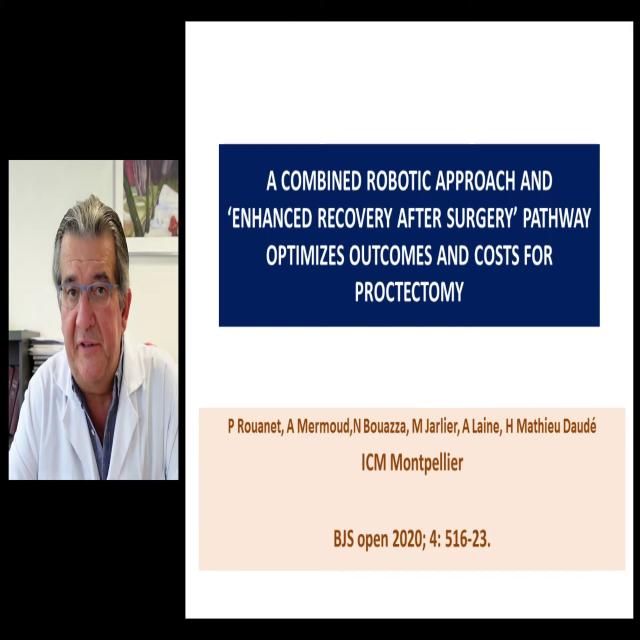 A COMBINED ROBOTIC APPROACH AND
‘ENHANCED RECOVERY AFTER SURGERY’ PATHWAY
OPTIMIZES OUTCOMES AND COSTS FOR
PROCTECTOMY
P Rouanet, A Mermoud,N Bouazza, M Jarlier, A Laine, H Mathieu Daudé
ICM Montpellier
BJS open 2020; 4: 516-23.